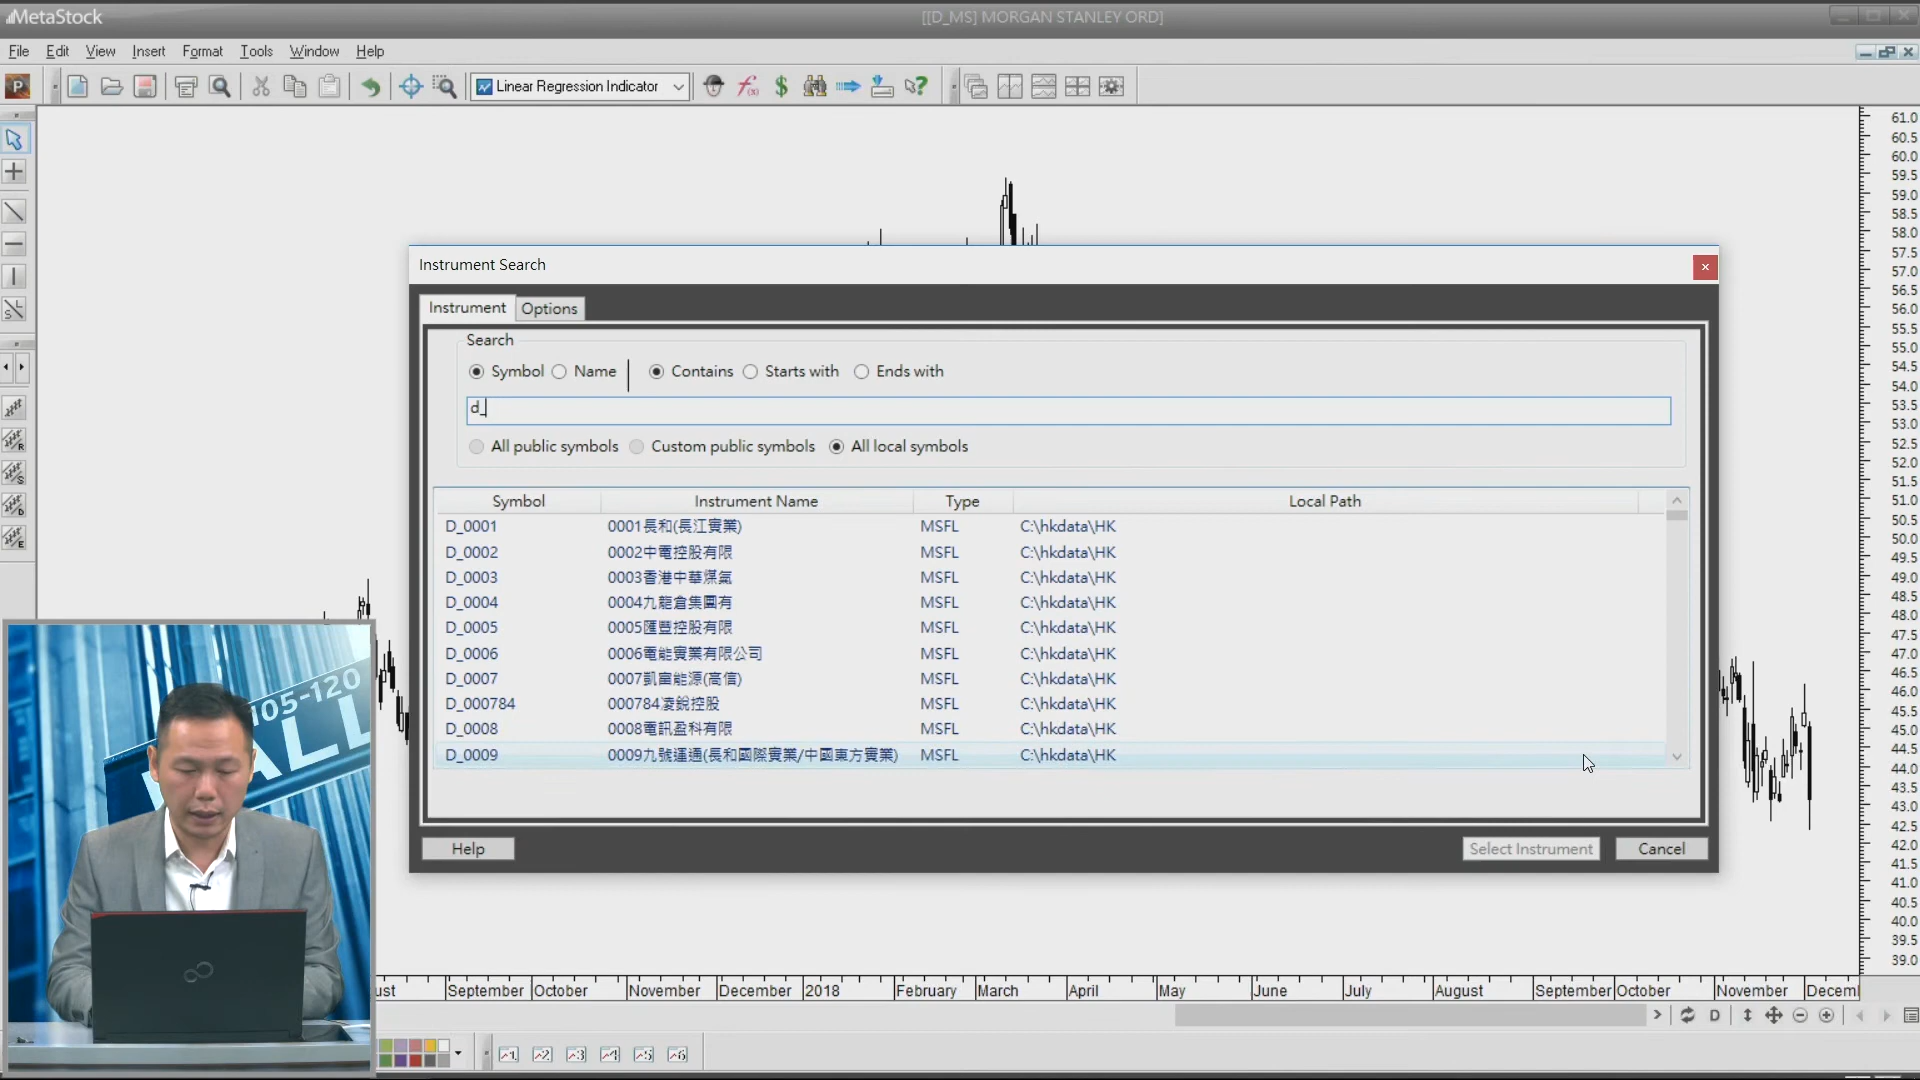 MetaStock
[[D_MS] MORGAN STANLEY ORD]
File Edit View Insert Format Tools Window Help
P Linear Regression Indicator
Instrument Search
Instrument Options
Search
Symbol Name Contains Starts with Ends with
d_
All public symbols Custom public symbols All local symbols
Symbol Instrument Name Type Local Path
D_0001 0001長和(長江實業) MSFL C:\hkdata\HK
D_0002 0002中電控股有限 MSFL C:\hkdata\HK
D_0003 0003香港中華煤氣 MSFL C:\hkdata\HK
D_0004 0004九龍倉集團有 MSFL C:\hkdata\HK
D_0005 0005匯豐控股有限 MSFL C:\hkdata\HK
D_0006 0006電能實業有限公司 MSFL C:\hkdata\HK
D_0007 0007凱富能源(高信) MSFL C:\hkdata\HK
D_000784 000784凌銳控股 MSFL C:\hkdata\HK
D_0008 0008電訊盈科有限 MSFL C:\hkdata\HK
D_0009 0009九號運通(長和國際實業/中國東方實業) MSFL C:\hkdata\HK
Help Select Instrument Cancel
61.0
60.5
60.0
59.5
59.0
58.5
58.0
57.5
57.0
56.5
56.0
55.5
55.0
54.5
54.0
53.5
53.0
52.5
52.0
51.5
51.0
50.5
50.0
49.5
49.0
48.5
48.0
47.5
47.0
46.5
46.0
45.5
45.0
44.5
44.0
43.5
43.0
42.5
42.0
41.5
41.0
40.5
40.0
39.5
39.0
105-120
ust September October November December 2018 February March April May June July August September October November Decem
D
1 2 3 4 5 6